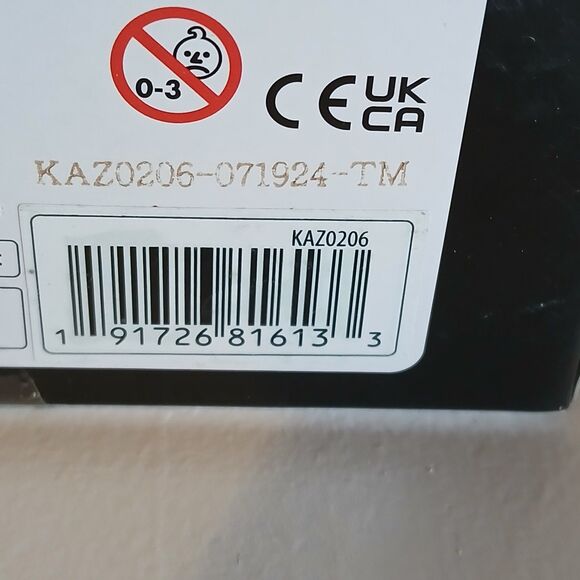 0-3
CE UK CA
KAZ0206-071924-TM
KAZ0206
1 91726 81613 3